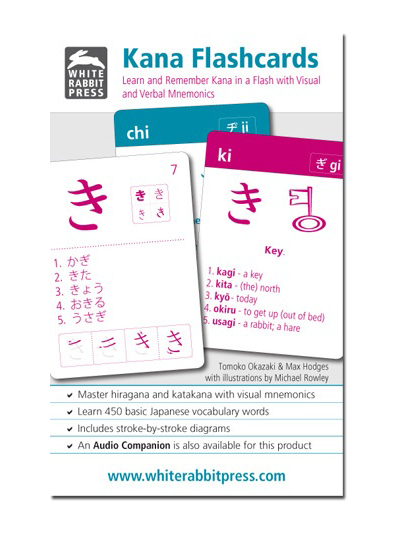 WHITE
RABBIT
PRESS
Kana Flashcards
Learn and Remember Kana in a Flash with Visual
and Verbal Mnemonics
chi
ぢ ji
ki
ぎ gi
7
き
き き
き き
き
Key.
1. かぎ
2. きた
3. きょう
4. おきる
5. うさぎ
1. kagi - a key
2. kita - (the) north
3. kyō- today
4. okiru - to get up (out of bed)
5. usagi - a rabbit; a hare
き
Tomoko Okazaki & Max Hodges
with illustrations by Michael Rowley
Master hiragana and katakana with visual mnemonics
Learn 450 basic Japanese vocabulary words
Includes stroke-by-stroke diagrams
An Audio Companion is also available for this product
www.whiterabbitpress.com